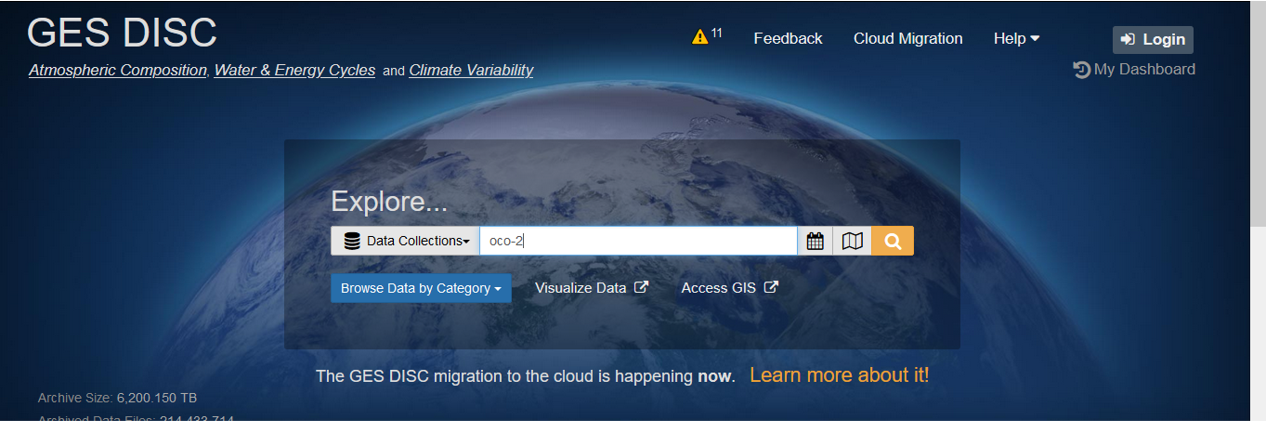 GES DISC
11
Feedback
Cloud Migration
Help
Login
Atmospheric Composition, Water & Energy Cycles and Climate Variability
My Dashboard
Explore...
Data Collections
oco-2
Browse Data by Category
Visualize Data
Access GIS
The GES DISC migration to the cloud is happening now. Learn more about it!
Archive Size: 6,200.150 TB
Archived Data Files: 214,433,714